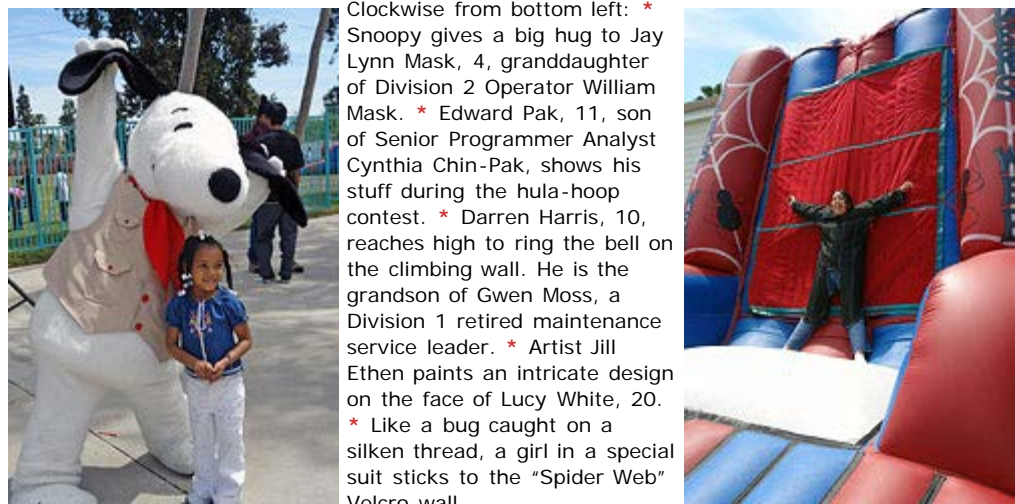 Clockwise from bottom left: *
Snoopy gives a big hug to Jay
Lynn Mask, 4, granddaughter
of Division 2 Operator William
Mask. * Edward Pak, 11, son
of Senior Programmer Analyst
Cynthia Chin-Pak, shows his
stuff during the hula-hoop
contest. * Darren Harris, 10,
reaches high to ring the bell on
the climbing wall. He is the
grandson of Gwen Moss, a
Division 1 retired maintenance
service leader. * Artist Jill
Ethen paints an intricate design
on the face of Lucy White, 20.
* Like a bug caught on a
silken thread, a girl in a special
suit sticks to the “Spider Web”
Velcro wall